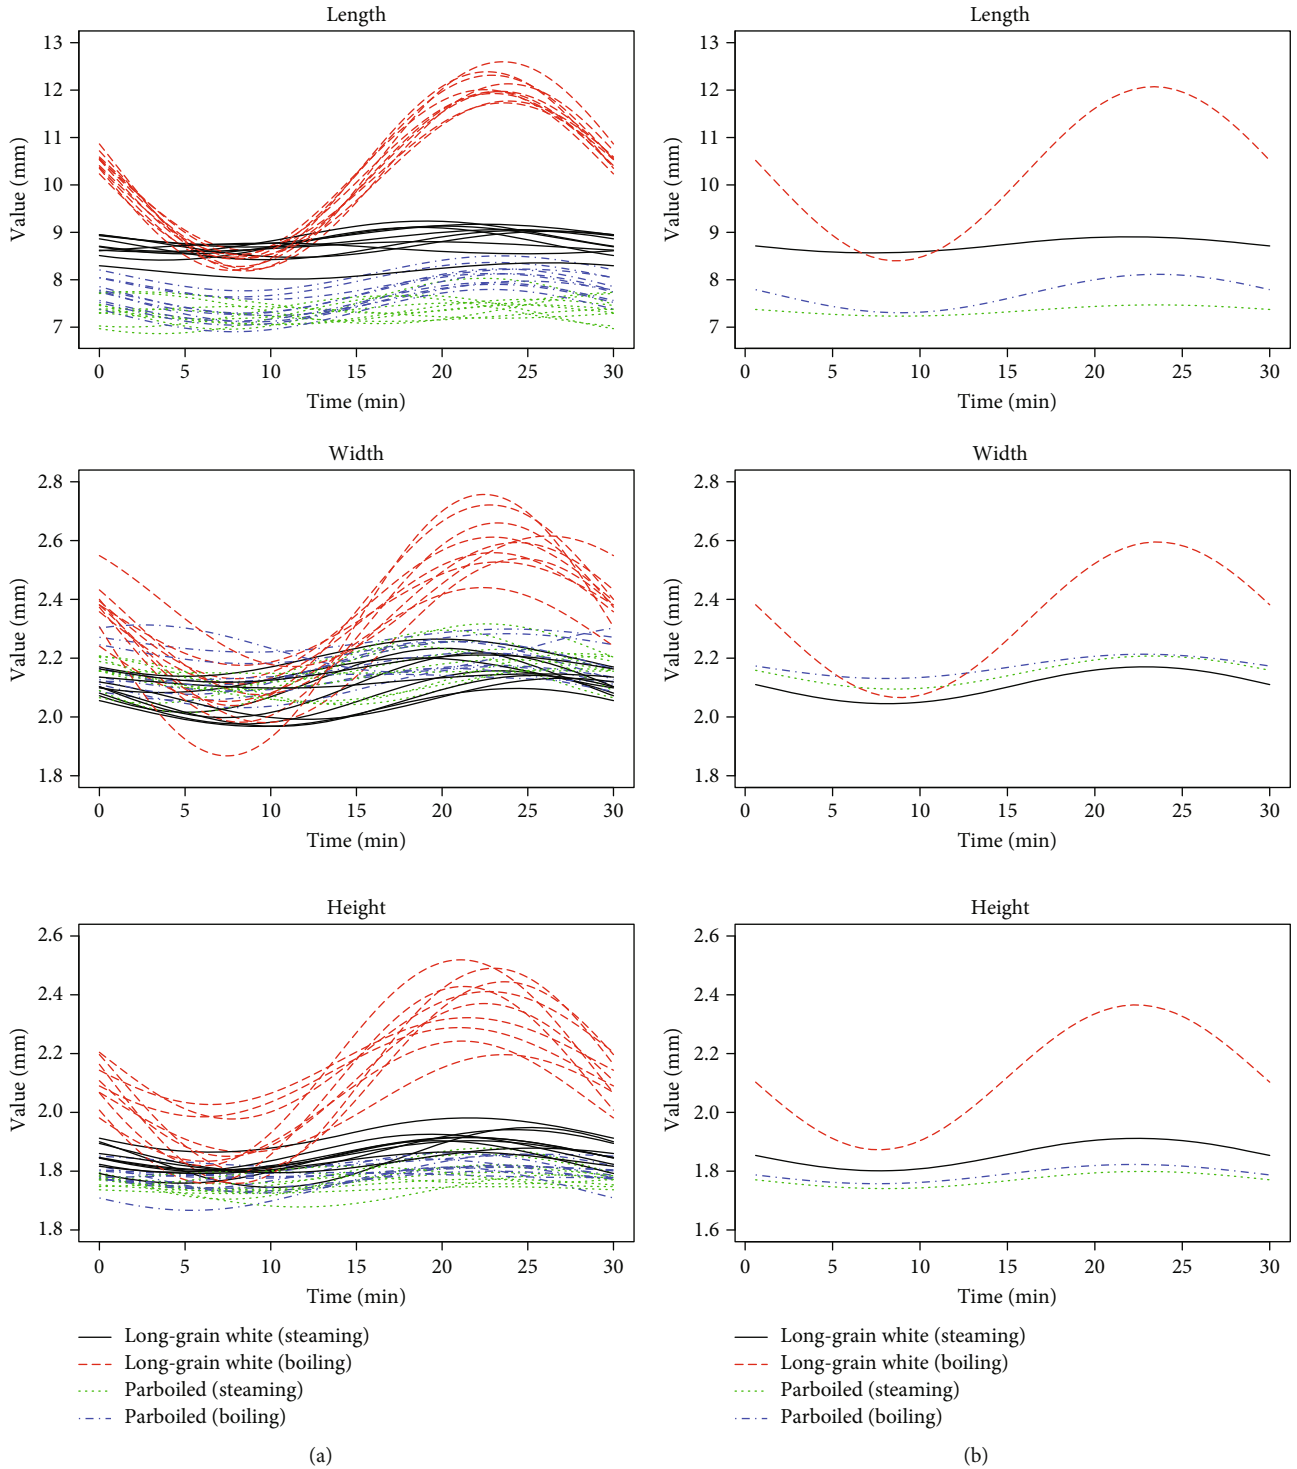 Length
13
12
11
10
9
8
7
Value (mm)
0 5 10 15 20 25 30
Time (min)
Length
13
12
11
10
9
8
7
Value (mm)
0 5 10 15 20 25 30
Time (min)
Width
2.8
2.6
2.4
2.2
2.0
1.8
Value (mm)
0 5 10 15 20 25 30
Time (min)
Width
2.8
2.6
2.4
2.2
2.0
1.8
Value (mm)
0 5 10 15 20 25 30
Time (min)
Height
2.6
2.4
2.2
2.0
1.8
1.8
Value (mm)
0 5 10 15 20 25 30
Time (min)
Height
2.6
2.4
2.2
2.0
1.8
1.6
Value (mm)
0 5 10 15 20 25 30
Time (min)
Long-grain white (steaming)
Long-grain white (boiling)
Parboiled (steaming)
Parboiled (boiling)
(a)
Long-grain white (steaming)
Long-grain white (boiling)
Parboiled (steaming)
Parboiled (boiling)
(b)